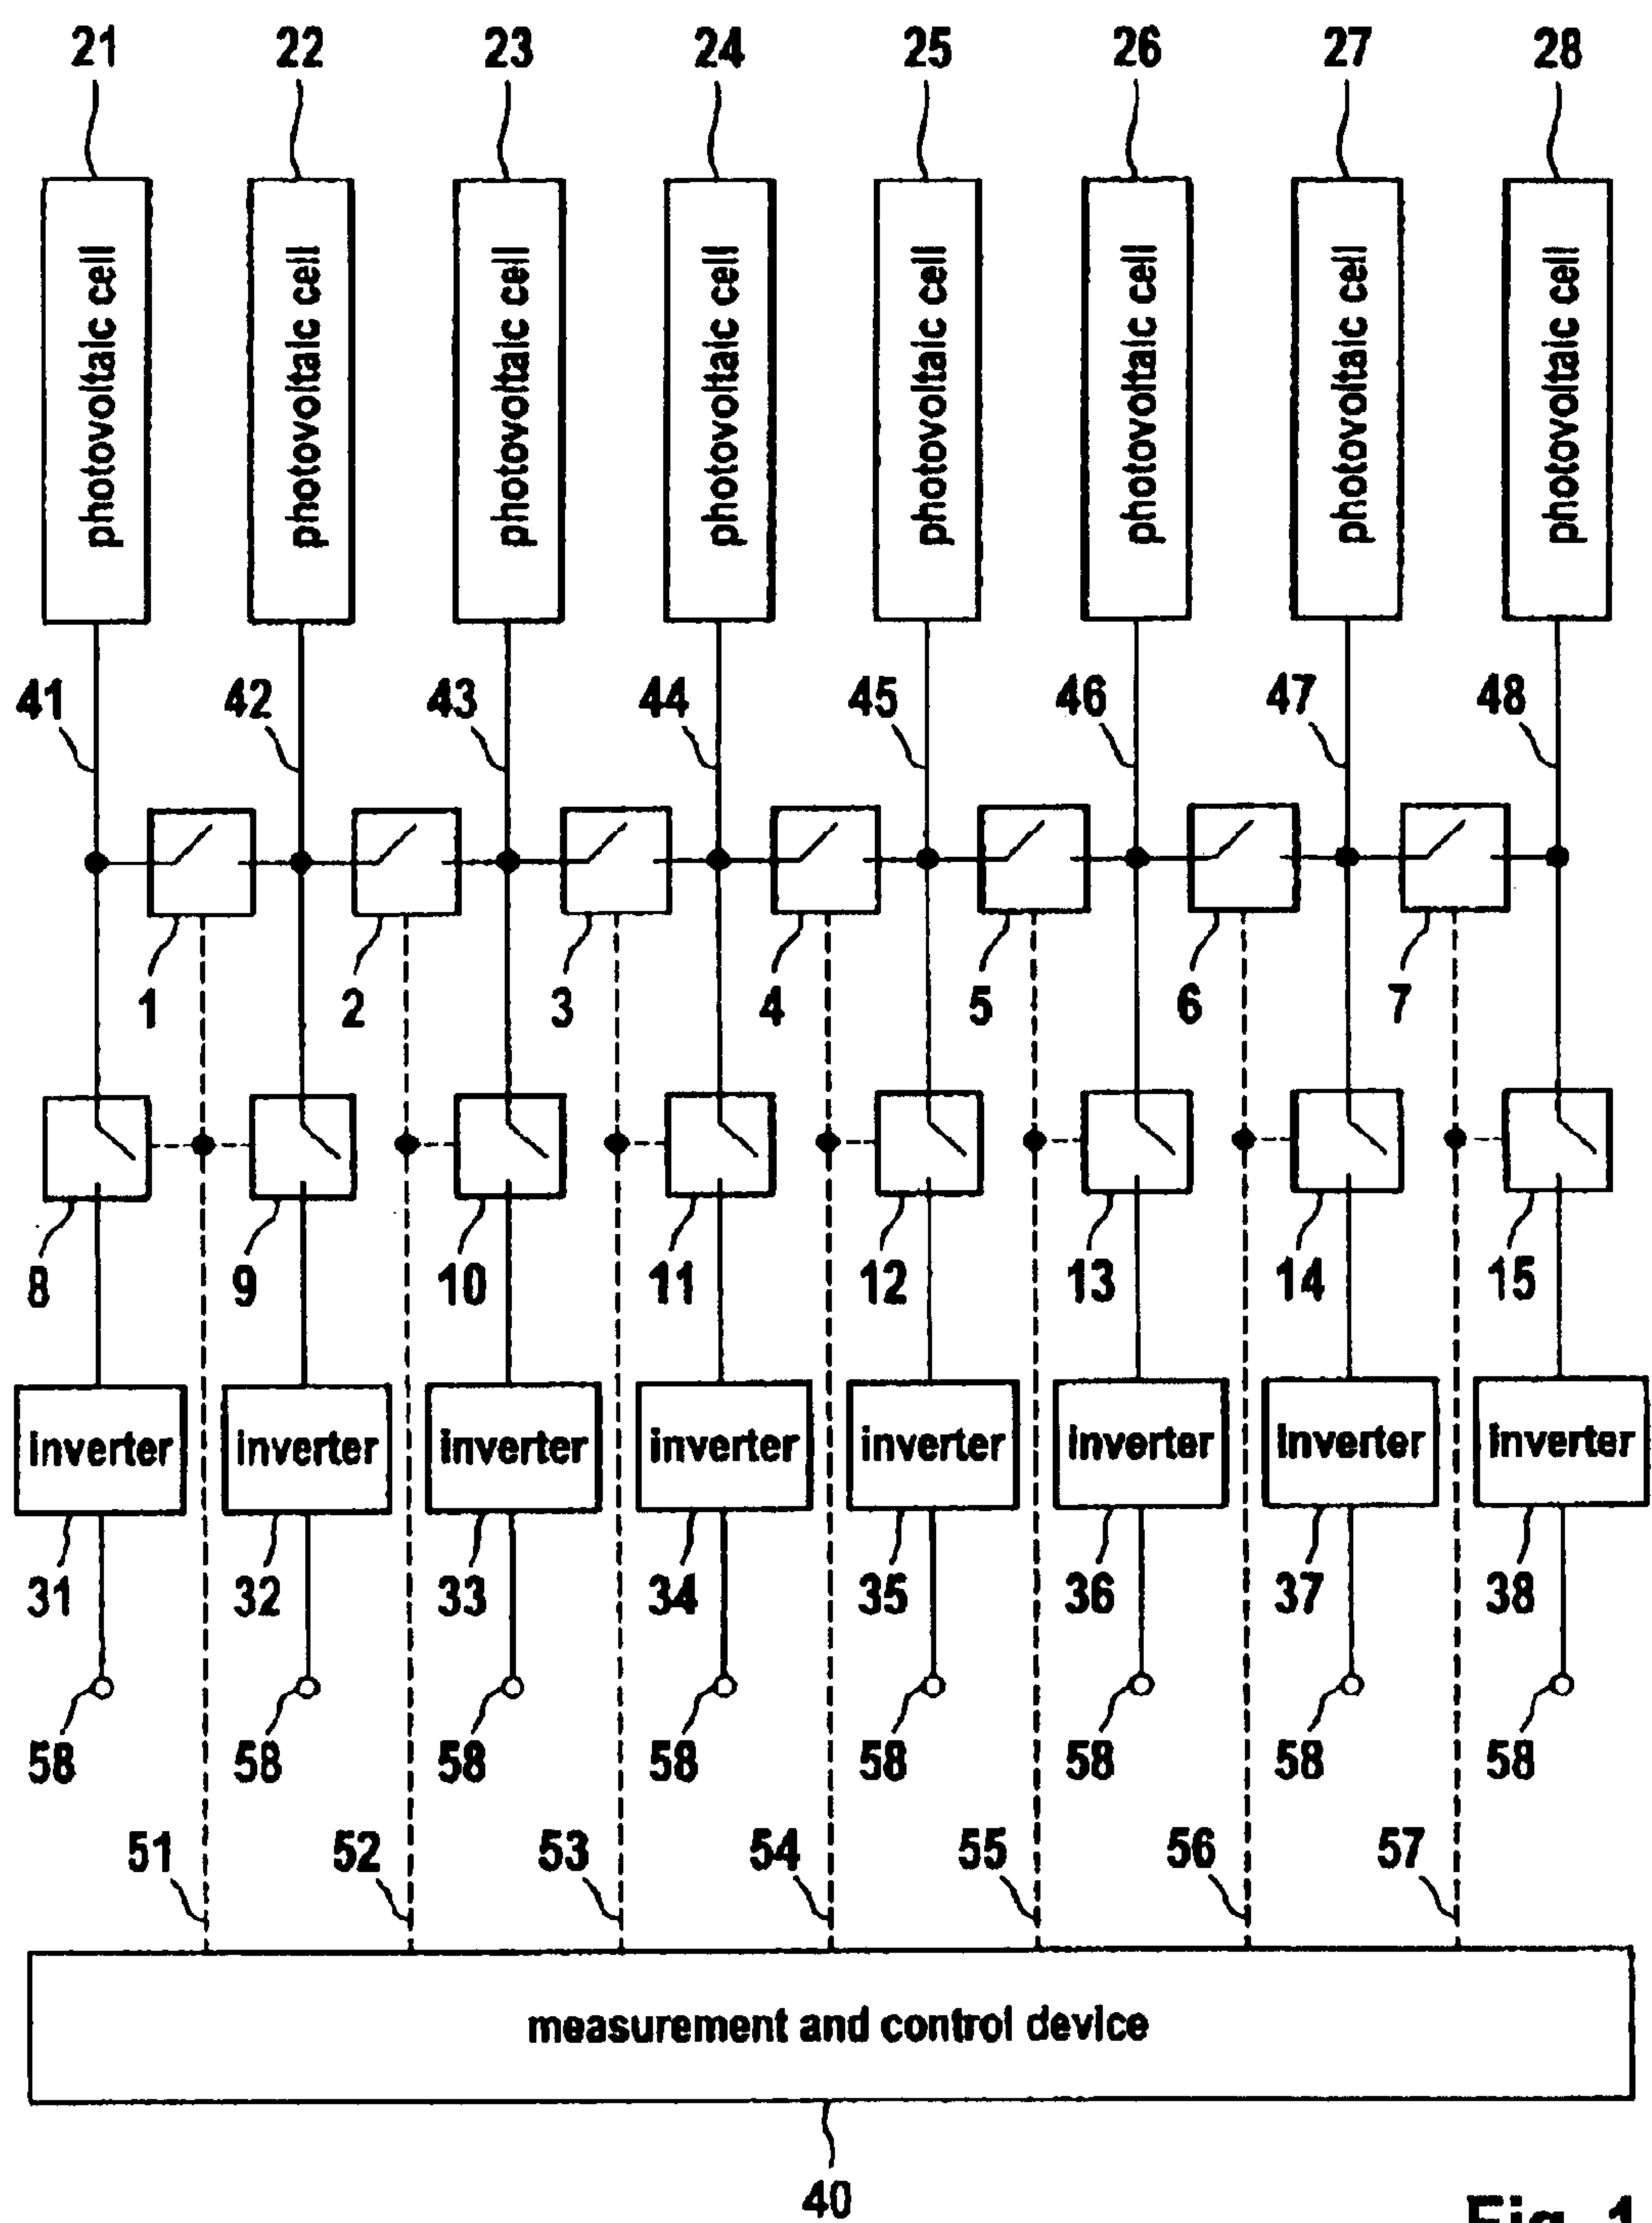 21 22 23 24 25 26 27 28
photovoltaic cell photovoltaic cell photovoltaic cell photovoltaic cell photovoltaic cell photovoltaic cell photovoltaic cell photovoltaic cell
41 42 43 44 45 46 47 48
1 2 3 4 5 6 7
8 9 10 11 12 13 14 15
inverter inverter inverter inverter inverter inverter inverter inverter
31 32 33 34 35 36 37 38
58 58 58 58 58 58 58 58
51 52 53 54 55 56 57
measurement and control device
40
Fig. 1